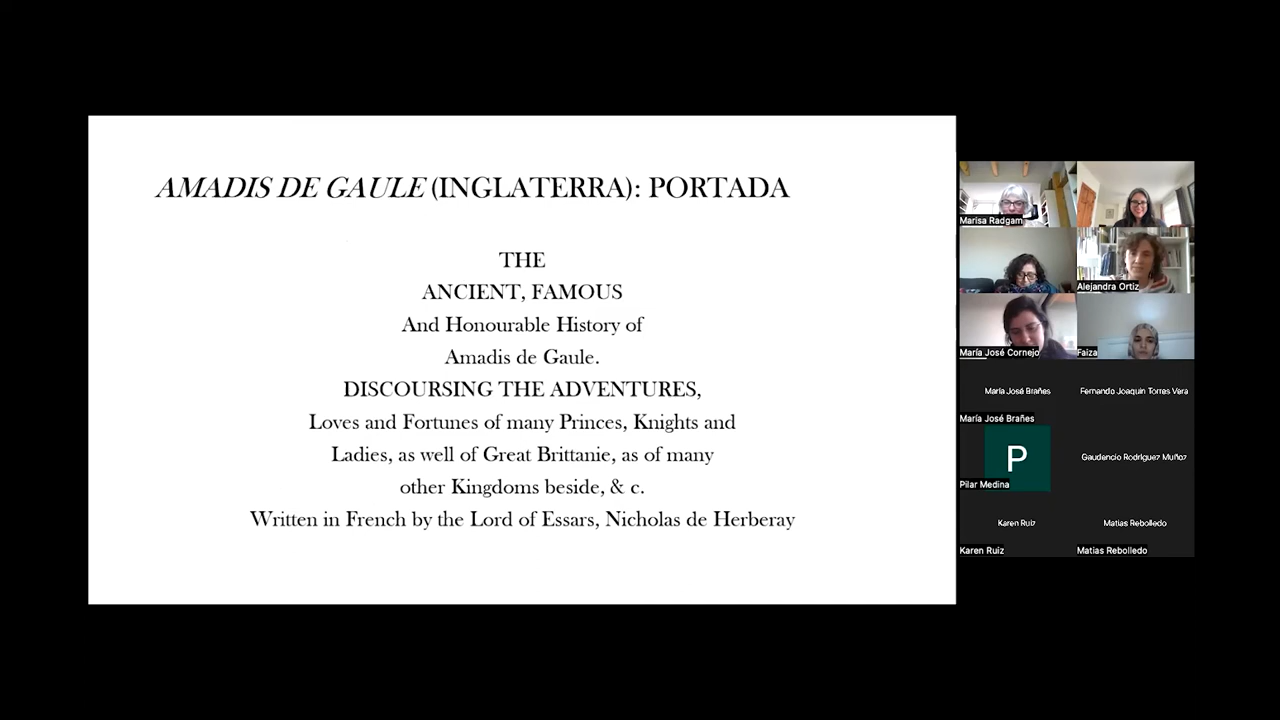 AMADIS DE GAULE (INGLATERRA): PORTADA
THE
ANCIENT, FAMOUS
And Honourable History of
Amadis de Gaule.
DISCOURSING THE ADVENTURES,
Loves and Fortunes of many Princes, Knights and
Ladies, as well of Great Brittanie, as of many
other Kingdoms beside, & c.
Written in French by the Lord of Essars, Nicholas de Herberay
Marisa Radgam
Alejandra Ortiz
María José Cornejo
Faiza
María José Brañes
Fernando Joaquin Torres Vera
María José Brañes
P
Gaudencio Rodríguez Muñoz
Pilar Medina
Karen Ruiz
Matias Rebolledo
Karen Ruiz
Matias Rebolledo